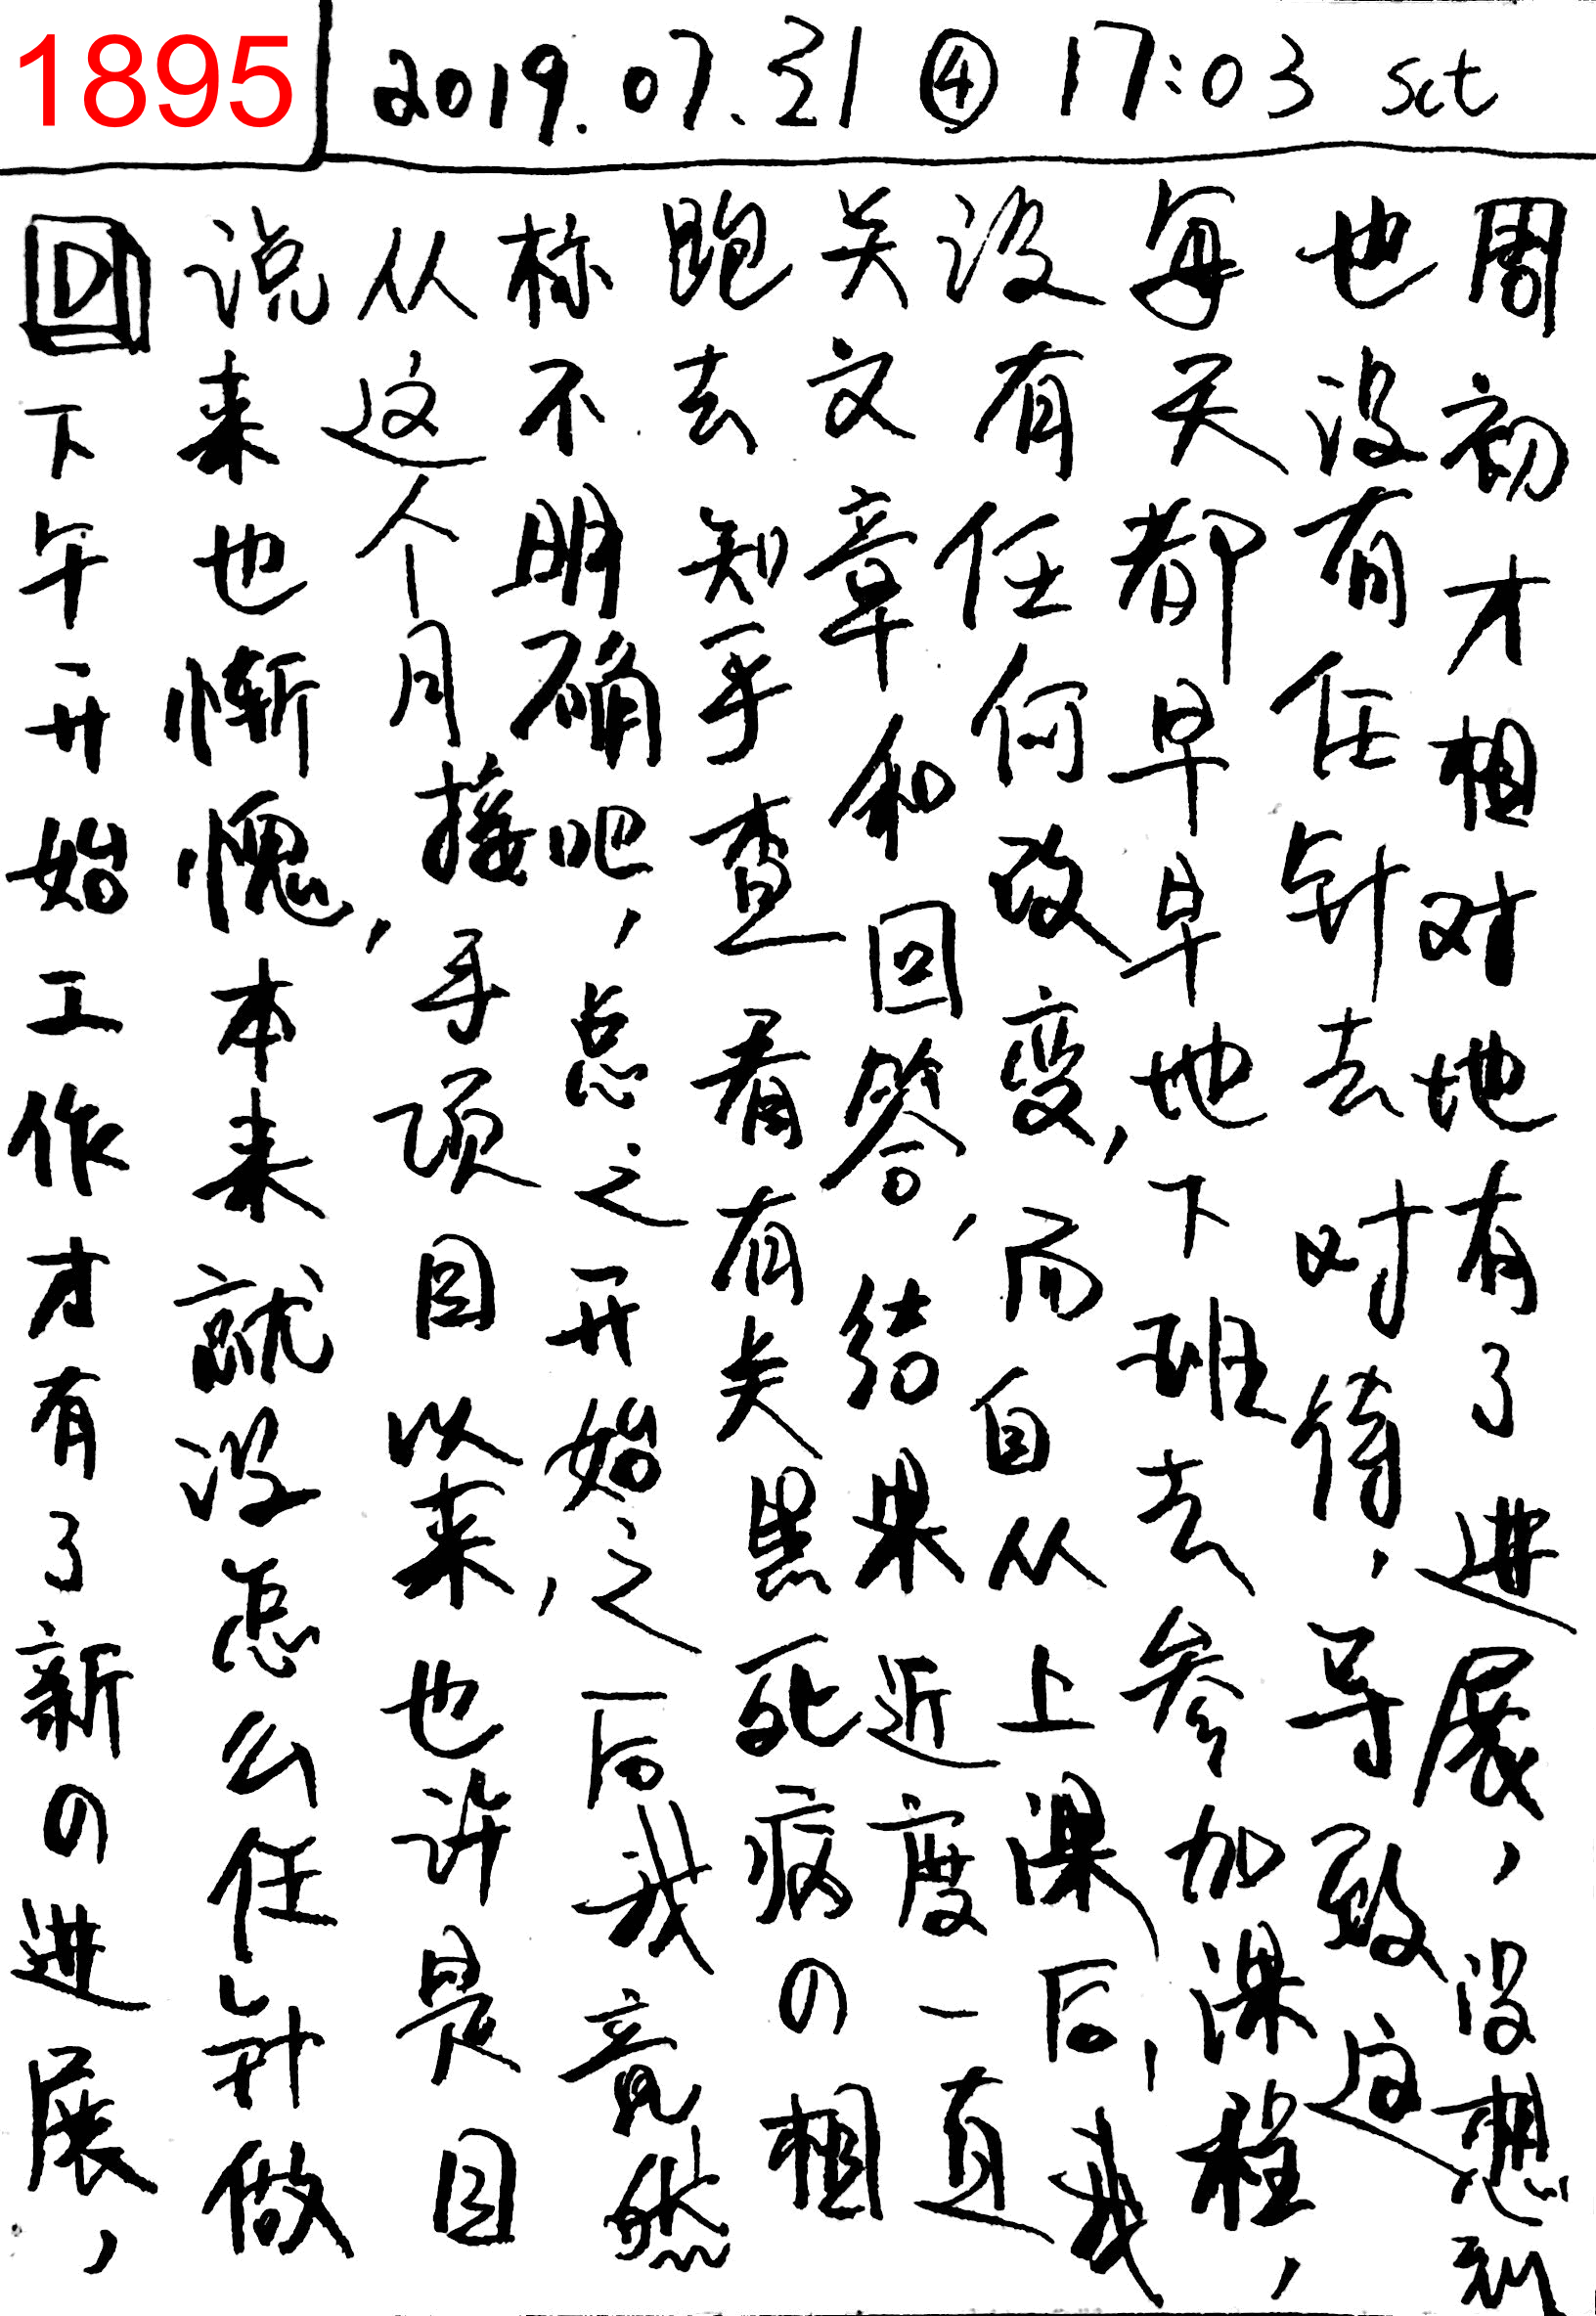 1895
2019.07.31 ④ 17:03 sct
D 下午开始工作才有了新の进展,
说来也惭愧,本来就没怎么任针做
从这个月接手项目以来,也许是目
标不明确吧,总之开始之后我竟然
跑去知乎查看有关黑死病の相
关文章和回答,结果近度一直
没有任何改变,而自从上课后,我
每天都早早地下班去参加课程,
也没有任针去对待,导致这
周初才相对地有了进展,没想到